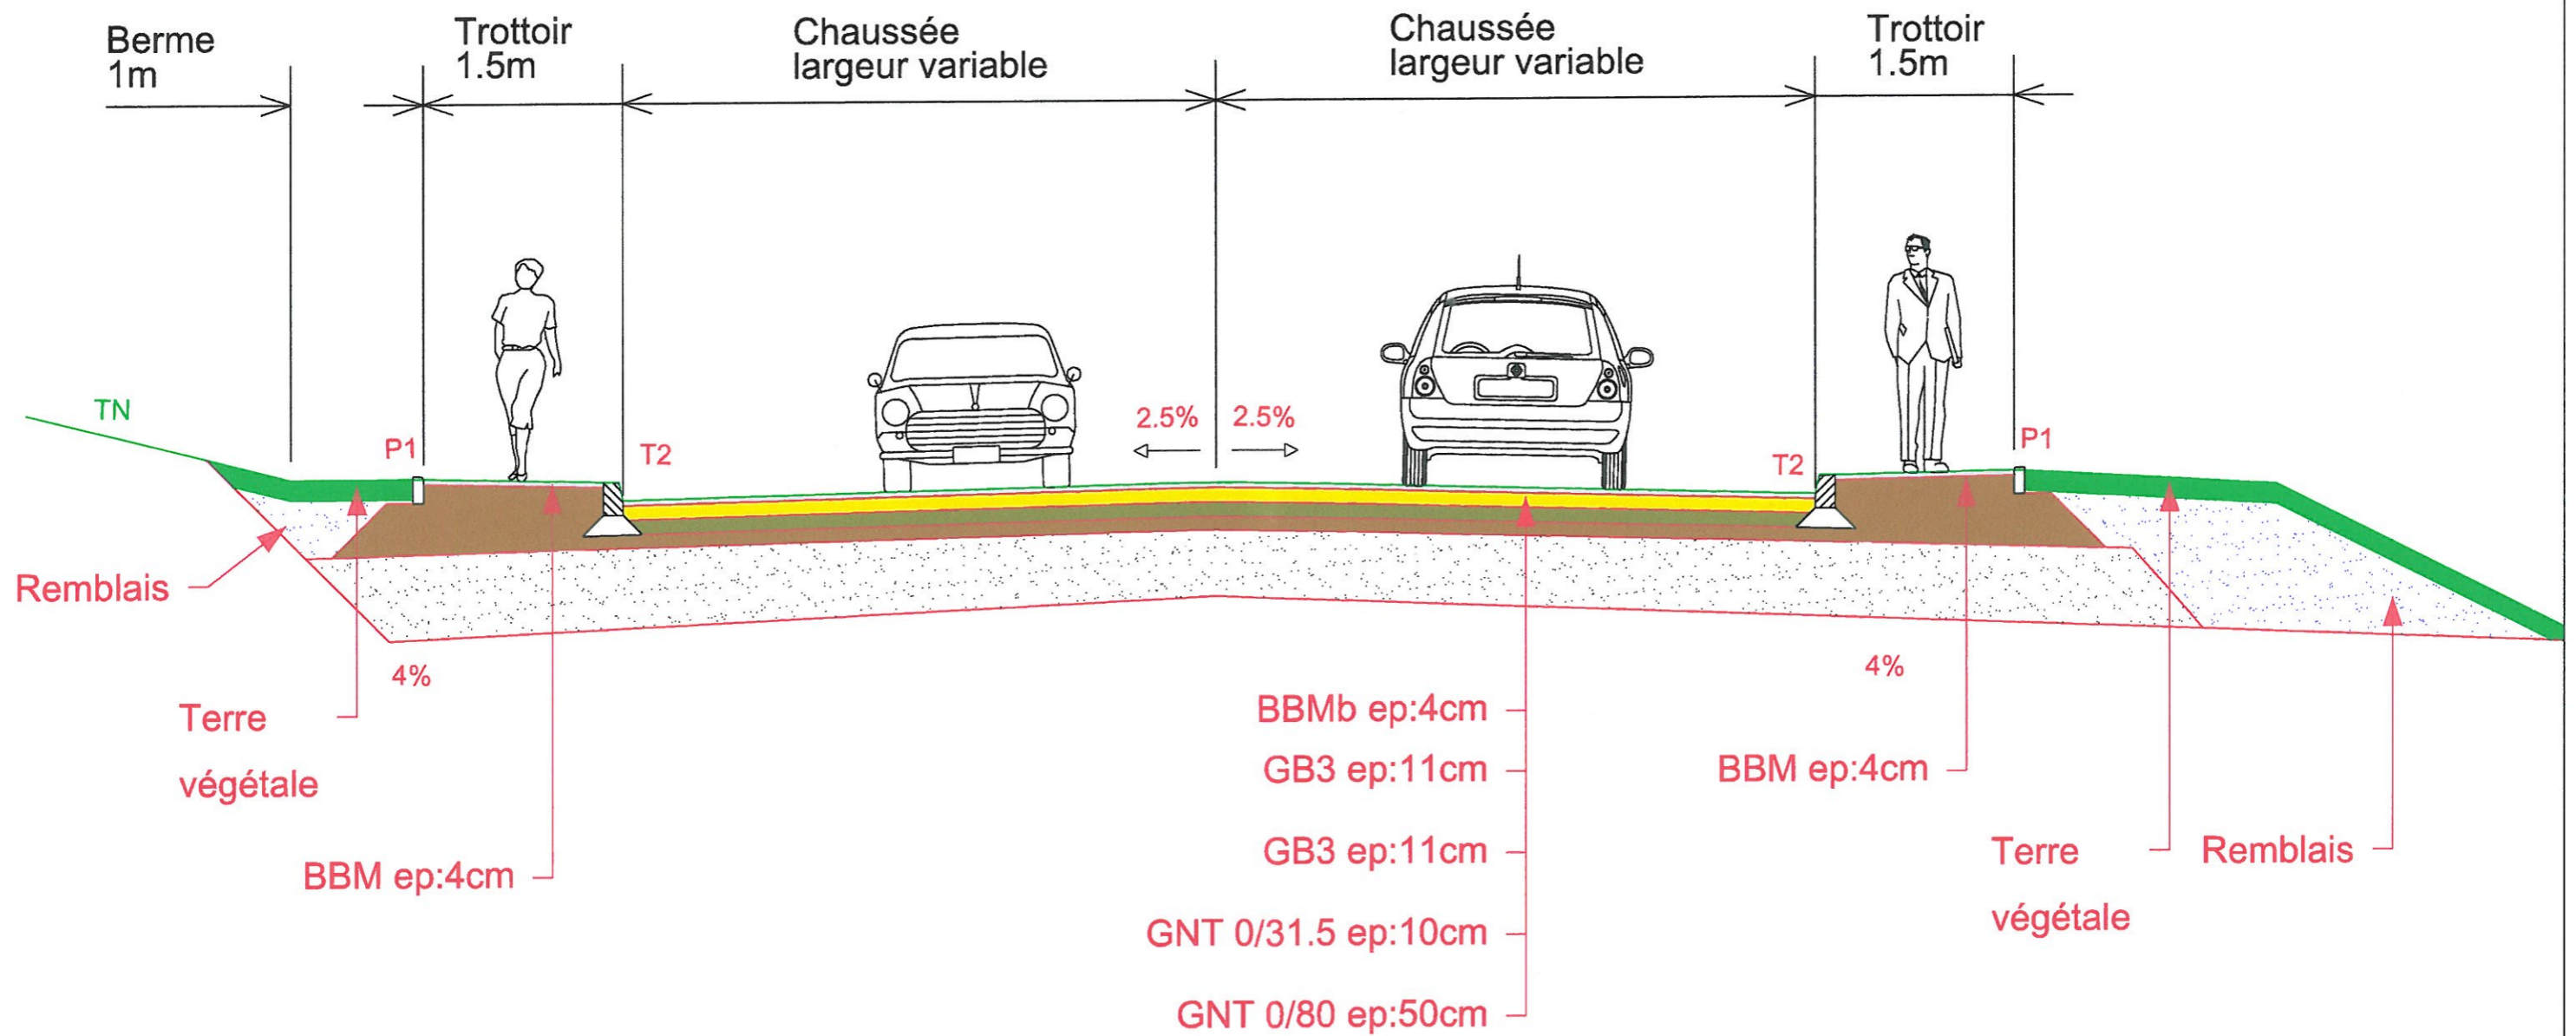 Berme
1m
Trottoir
1.5m
Chaussée
largeur variable
Chaussée
largeur variable
Trottoir
1.5m
TN
P1
T2
2.5%
2.5%
T2
P1
Remblais
4%
4%
Terre
végétale
BBM ep:4cm
BBMb ep:4cm
GB3 ep:11cm
GB3 ep:11cm
GNT 0/31.5 ep:10cm
GNT 0/80 ep:50cm
BBM ep:4cm
Terre
végétale
Remblais